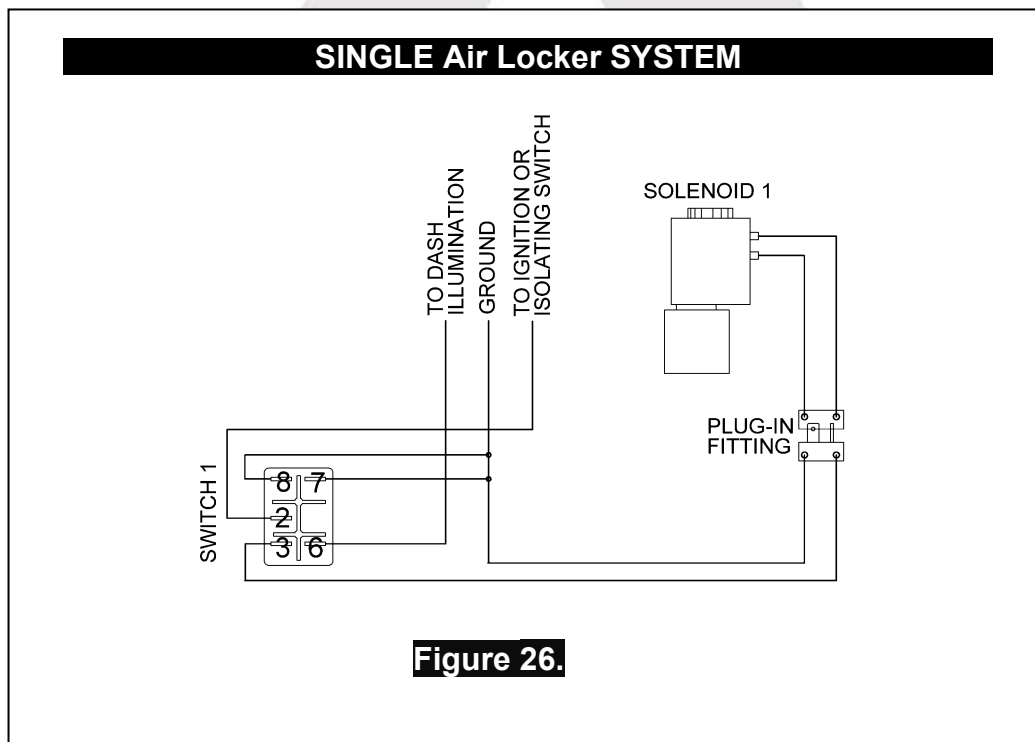 SINGLE Air Locker SYSTEM
TO DASH
ILLUMINATION
GROUND
TO IGNITION OR
ISOLATING SWITCH
SOLENOID 1
PLUG-IN
FITTING
SWITCH 1
8 7
2
3 6
Figure 26.